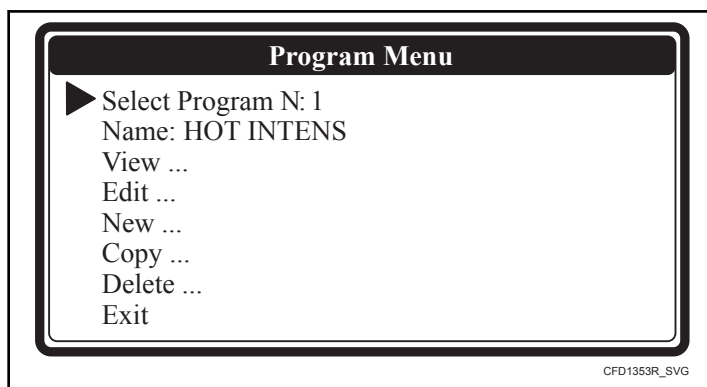 Program Menu
Select Program N: 1
Name: HOT INTENS
View ...
Edit ...
New ...
Copy ...
Delete ...
Exit
CFD1353R_SVG